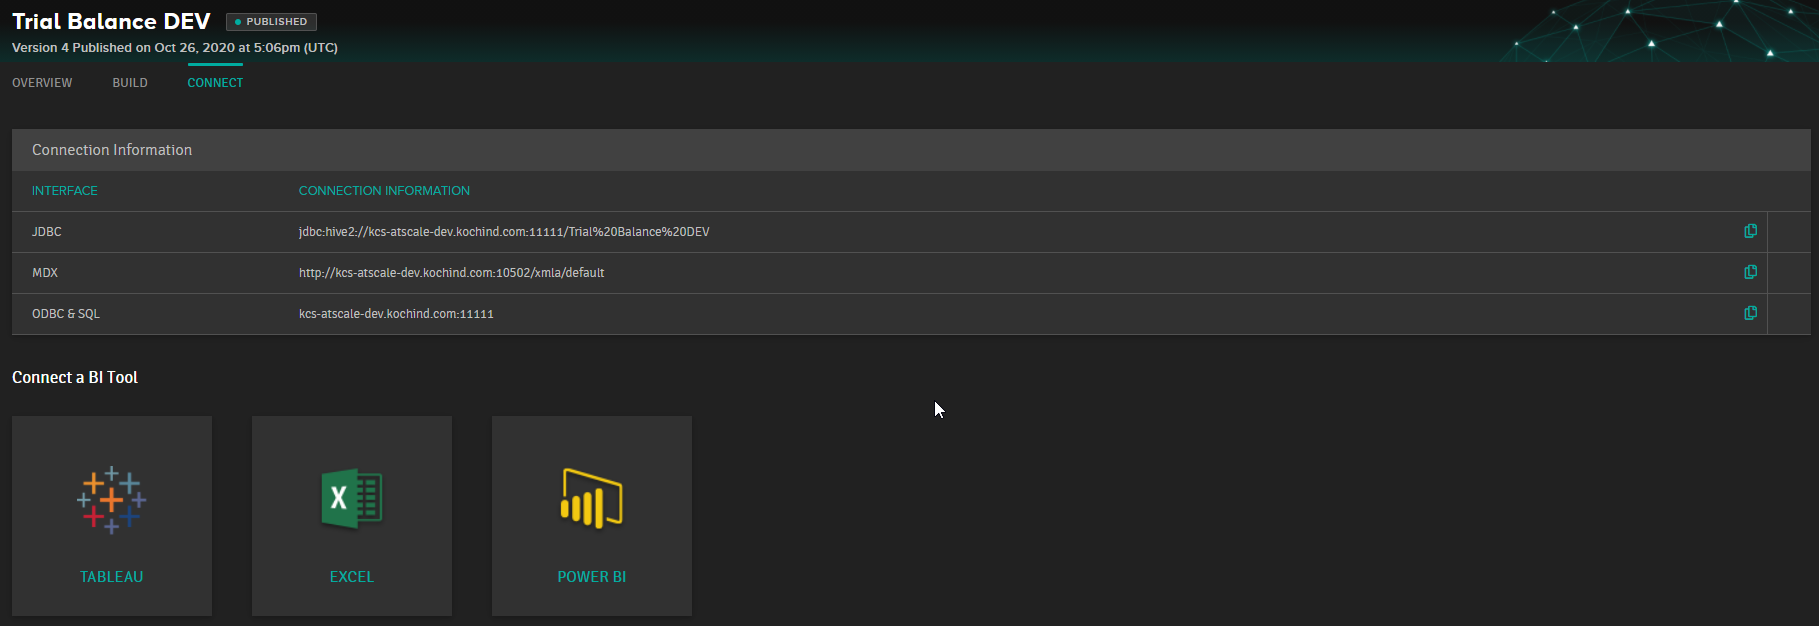 Trial Balance DEV PUBLISHED
Version 4 Published on Oct 26, 2020 at 5:06pm (UTC)
OVERVIEW BUILD CONNECT
Connection Information
INTERFACE CONNECTION INFORMATION
JDBC jdbc:hive2://kcs-atscale-dev.kochind.com:11111/Trial%20Balance%20DEV
MDX http://kcs-atscale-dev.kochind.com:10502/xmla/default
ODBC & SQL kcs-atscale-dev.kochind.com:11111
Connect a BI Tool
X
TABLEAU EXCEL POWER BI